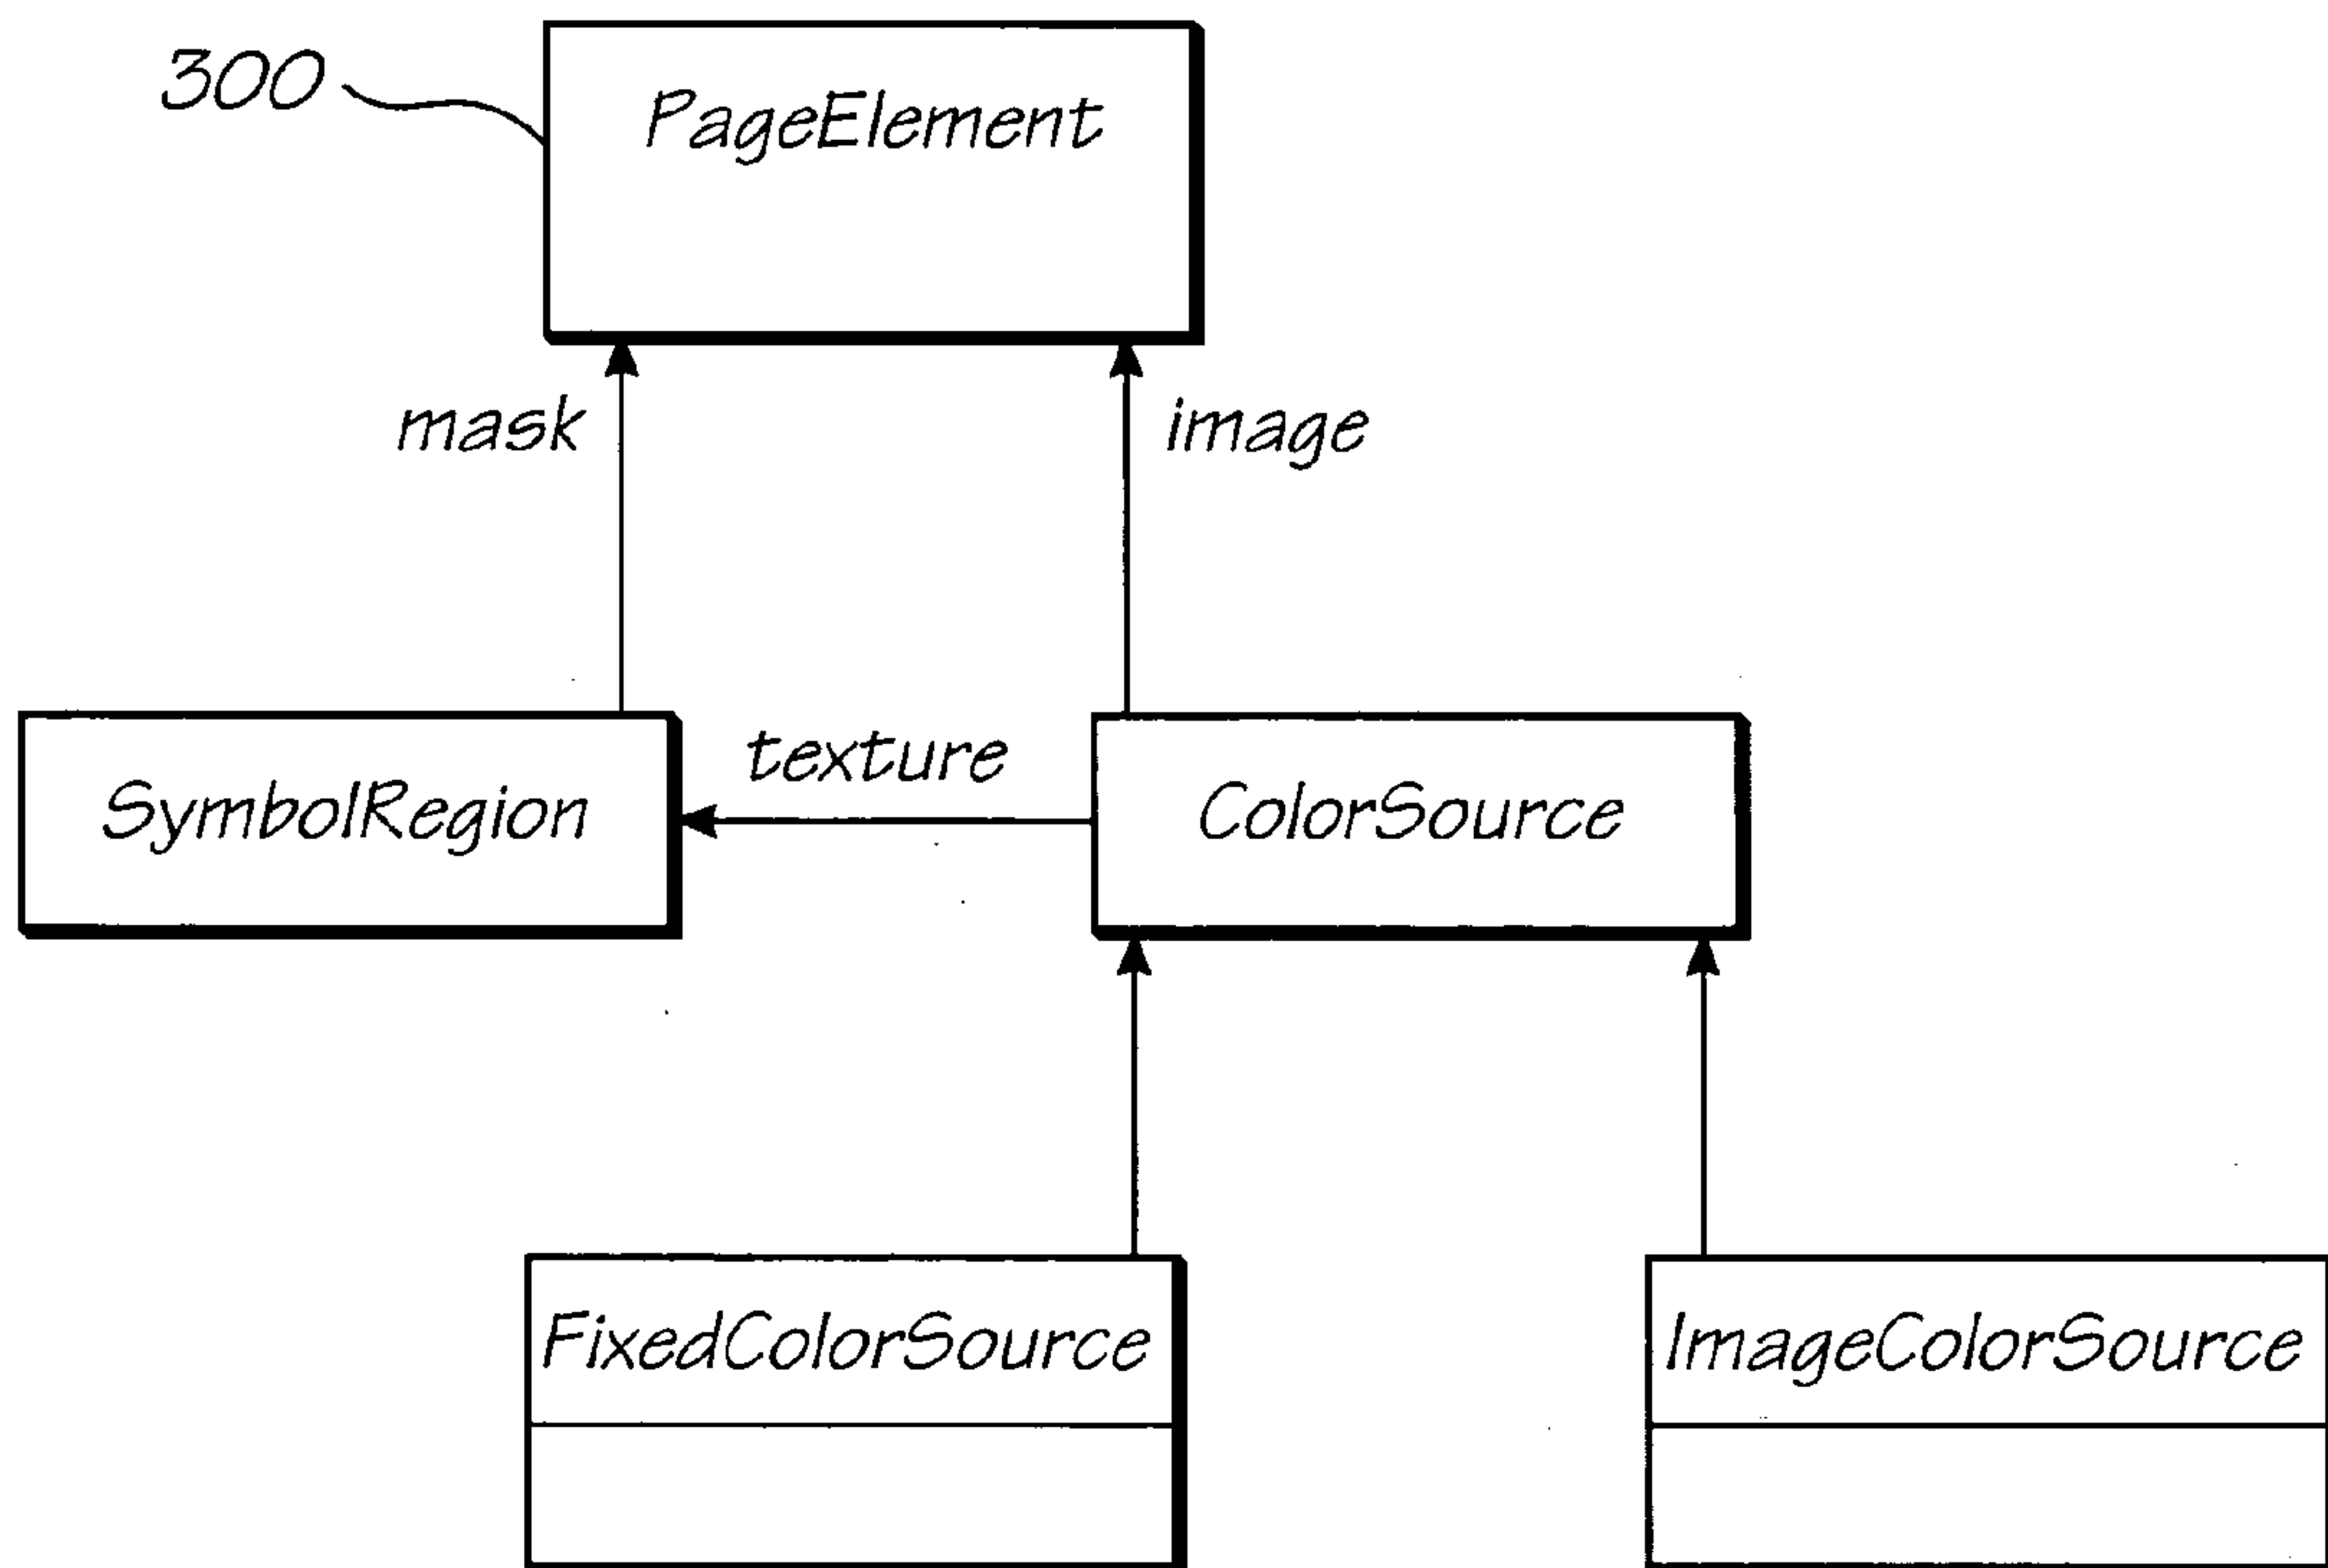 300
PageElement
mask
image
texture
SymbolRegion
ColorSource
FixedColorSource
ImageColorSource